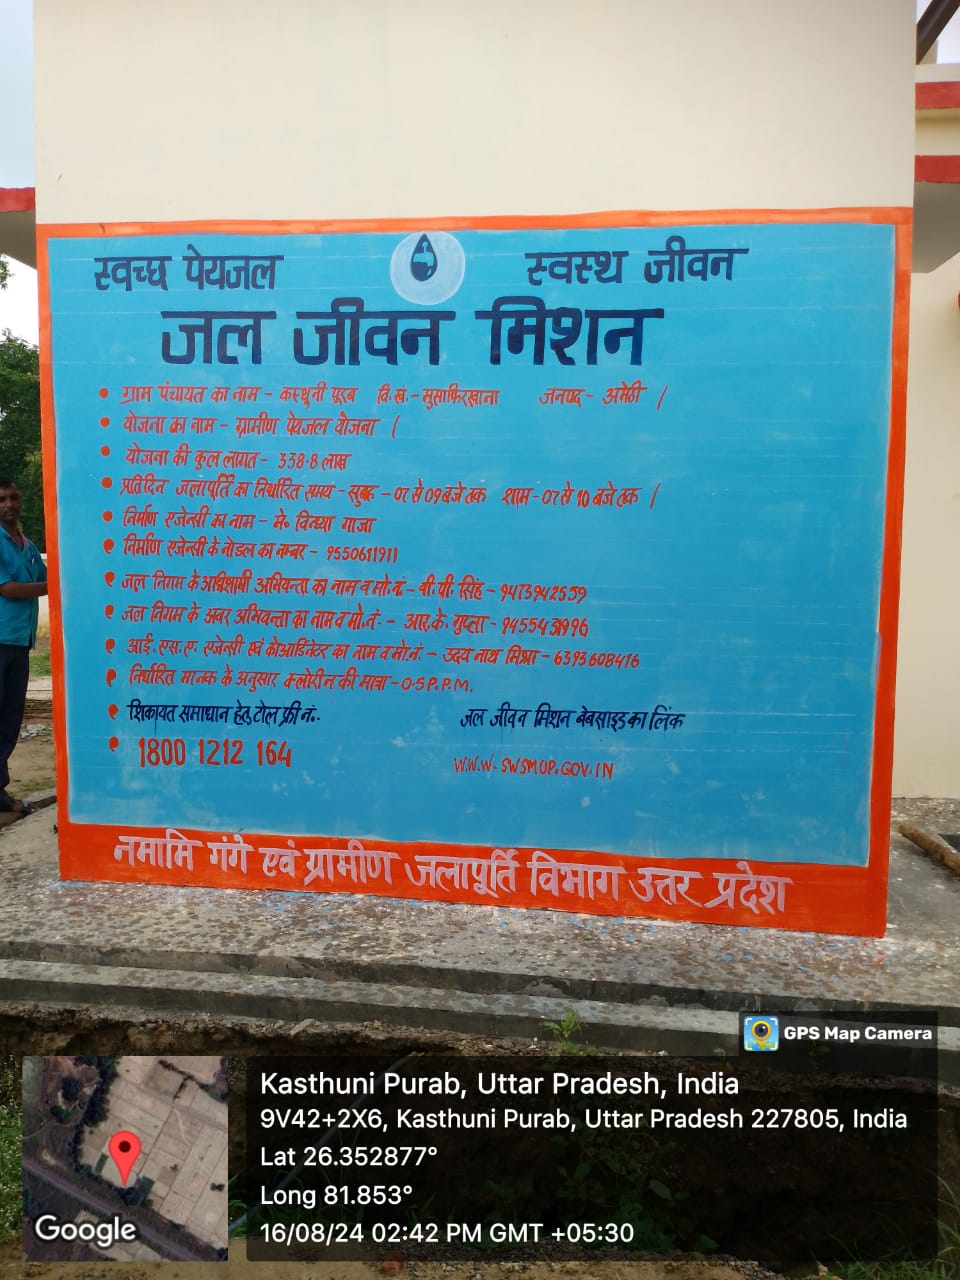 स्वच्छ पेयजल स्वस्थ जीवन
जल जीवन मिशन
• ग्राम पंचायत का नाम - कस्थुनी पूरब वि.खं.- मुसाफिरखाना जनपद - अमेठी /
• योजना का नाम - ग्रामीण पेयजल योजना /
• योजना की कुल लागत - 338.8 लाख
• प्रतिदिन जलापूर्ति का निर्धारित समय - सुबह - 07 से 09 बजे तक शाम - 07 से 10 बजे तक /
• निर्माण एजेन्सी का नाम - मे० विन्ध्या गाजा
• निर्माण एजेन्सी के नोडल का नम्बर - 9550611911
• जल निगम के अधिशाषी अभियन्ता का नाम व मो.नं. - वी.पी. सिंह - 9473942559
• जल निगम के अवर अभियन्ता का नाम व मो.नं. - आर.के. गुप्ता -
• आई.एस.ए. एजेन्सी एवं कोआर्डिनेटर का नाम व मो.नं. - उदय नाथ मिश्रा - 6393608416
• निर्धारित मानक के अनुसार क्लोरीन की मात्रा - 0.5 P.P.M.
• शिकायत समाधान हेतु टोल फ्री नं.- जल जीवन मिशन बेबसाइड का लिंक
• 1800 1212 164 W.W.W-SWSMUP.GOV.IN
नमामि गंगे एवं ग्रामीण जलापूर्ति विभाग उत्तर प्रदेश
GPS Map Camera
Kasthuni Purab, Uttar Pradesh, India
9V42+2X6, Kasthuni Purab, Uttar Pradesh 227805, India
Lat 26.352877°
Long 81.853°
16/08/24 02:42 PM GMT +05:30
Google